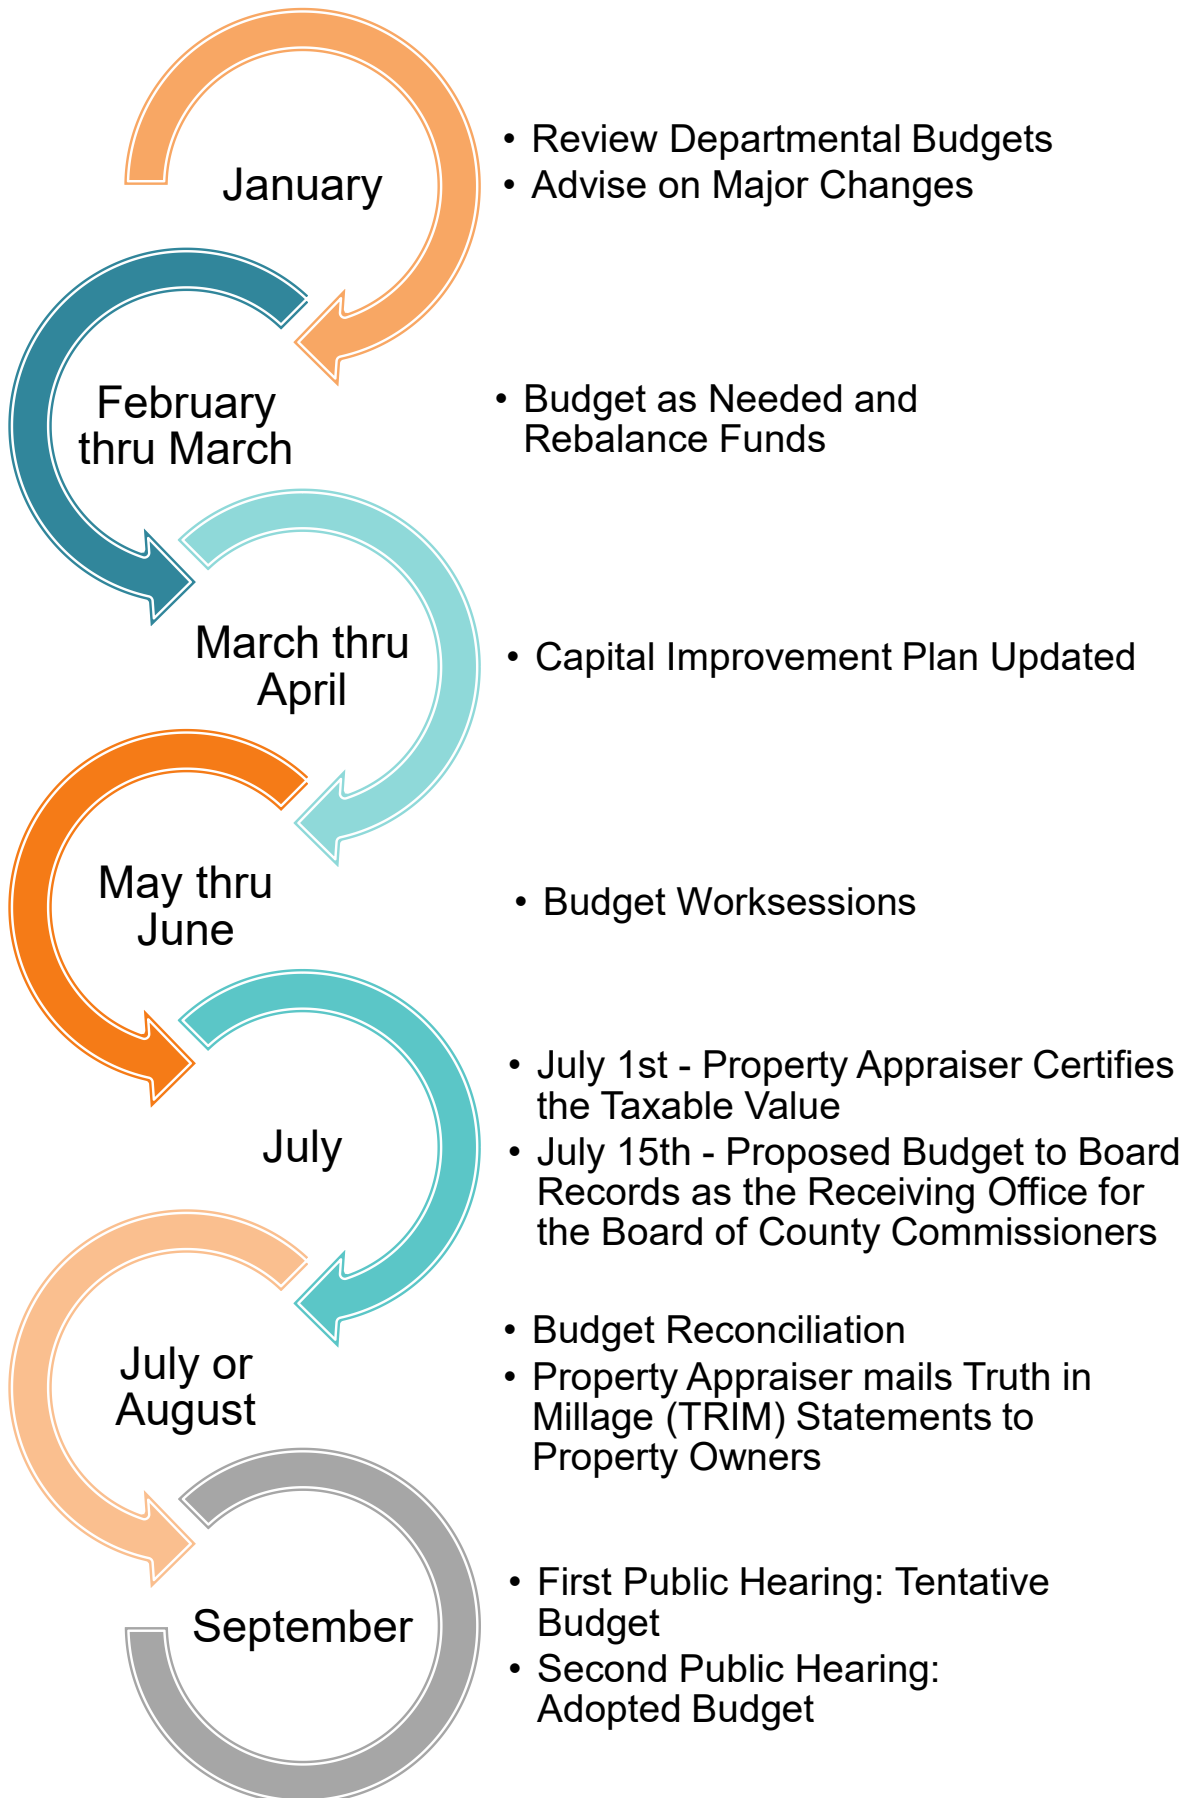 January
• Review Departmental Budgets
• Advise on Major Changes
February
thru March
• Budget as Needed and
Rebalance Funds
March thru
April
• Capital Improvement Plan Updated
May thru
June
• Budget Worksessions
July
• July 1st - Property Appraiser Certifies
the Taxable Value
• July 15th - Proposed Budget to Board
Records as the Receiving Office for
the Board of County Commissioners
July or
August
• Budget Reconciliation
• Property Appraiser mails Truth in
Millage (TRIM) Statements to
Property Owners
September
• First Public Hearing: Tentative
Budget
• Second Public Hearing:
Adopted Budget